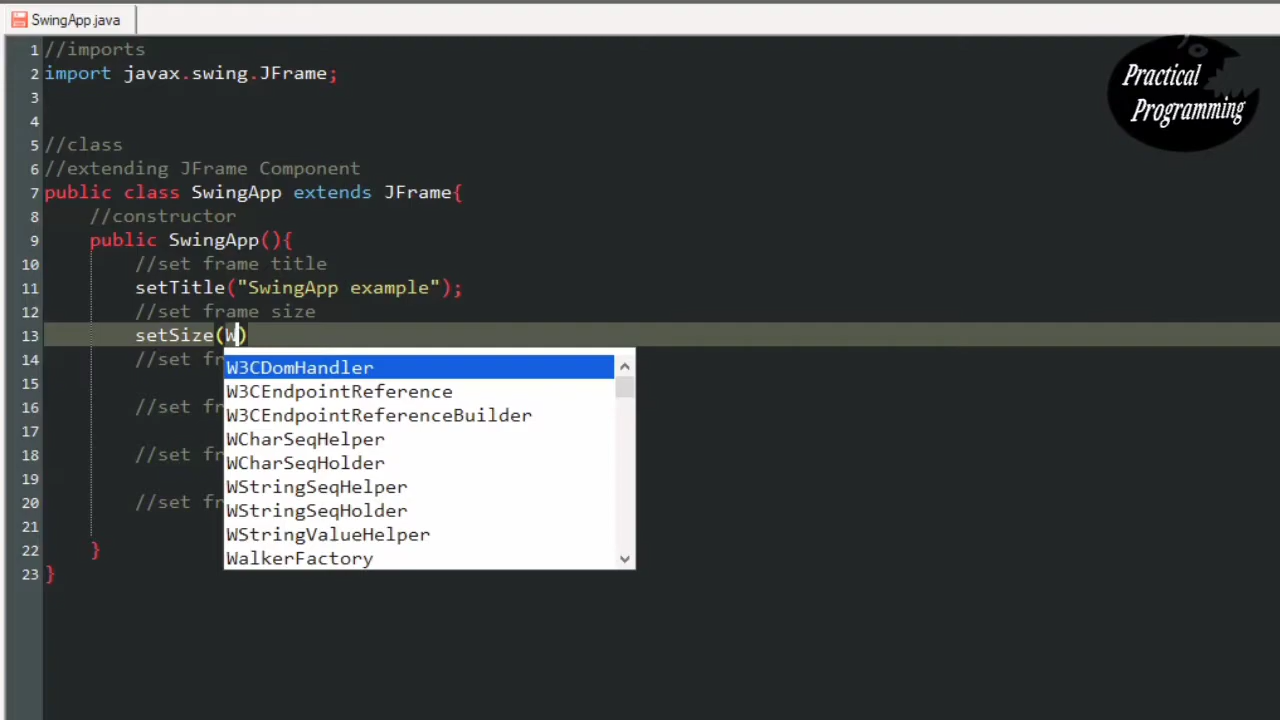 SwingApp.java
Practical
Programming
1 //imports
2 import javax.swing.JFrame;
3
4
5 //class
6 //extending JFrame Component
7 public class SwingApp extends JFrame{
8 //constructor
9 public SwingApp(){
10 //set frame title
11 setTitle("SwingApp example");
12 //set frame size
13 setSize(W)
14 //set fr
15
16 //set fr
17
18 //set fr
19
20 //set fr
21
22 }
23 }
W3CDomHandler
W3CEndpointReference
W3CEndpointReferenceBuilder
WCharSeqHelper
WCharSeqHolder
WStringSeqHelper
WStringSeqHolder
WStringValueHelper
WalkerFactory